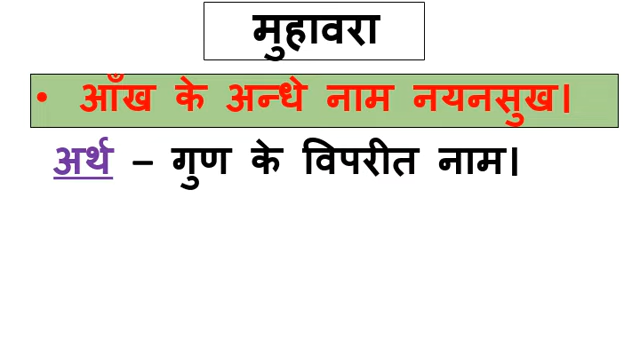 मुहावरा
• आँख के अन्धे नाम नयनसुख।
अर्थ – गुण के विपरीत नाम।